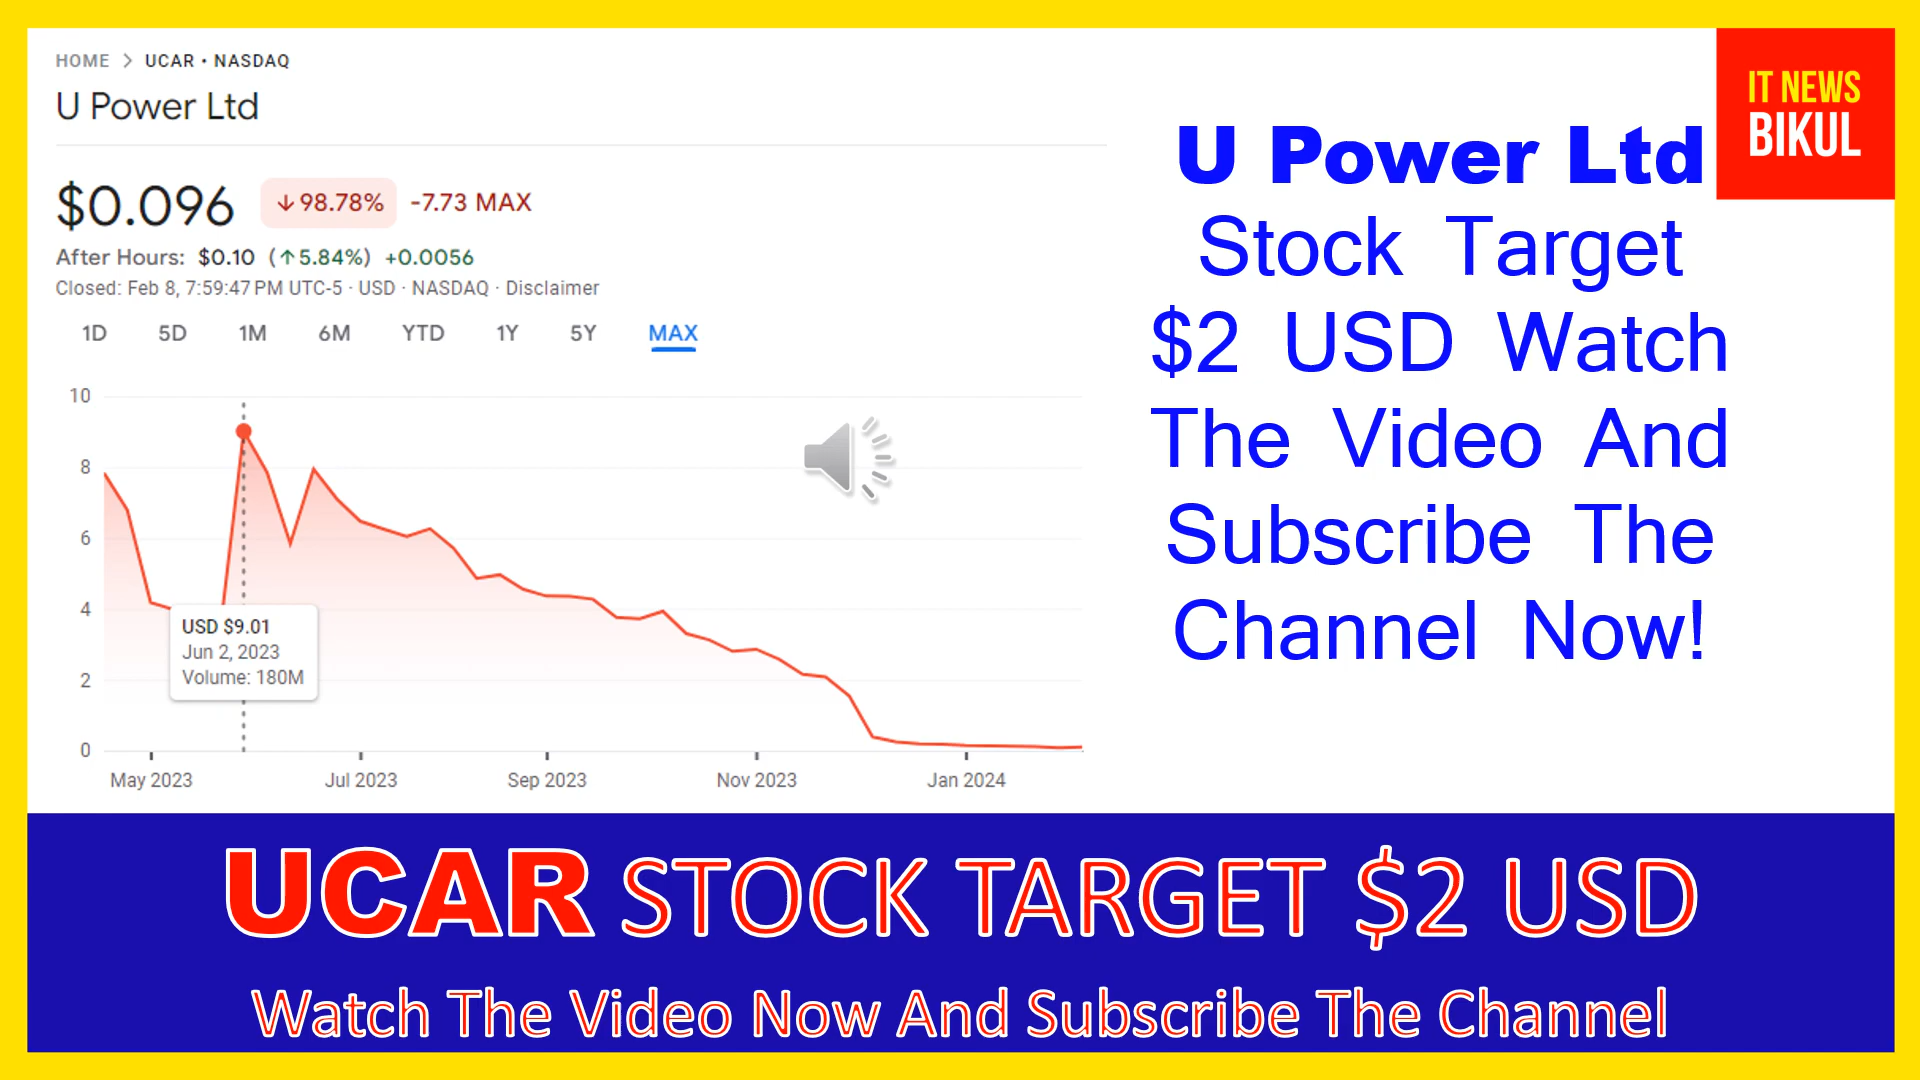 HOME > UCAR • NASDAQ
U Power Ltd
$0.096 ↓98.78% -7.73 MAX
After Hours: $0.10 (↑5.84%) +0.0056
Closed: Feb 8, 7:59:47 PM UTC-5 · USD · NASDAQ · Disclaimer
1D 5D 1M 6M YTD 1Y 5Y MAX
10
8
6
4
2
0
USD $9.01
Jun 2, 2023
Volume: 180M
May 2023 Jul 2023 Sep 2023 Nov 2023 Jan 2024
U Power Ltd
Stock Target
$2 USD Watch
The Video And
Subscribe The
Channel Now!
IT NEWS
BIKUL
UCAR STOCK TARGET $2 USD
Watch The Video Now And Subscribe The Channel